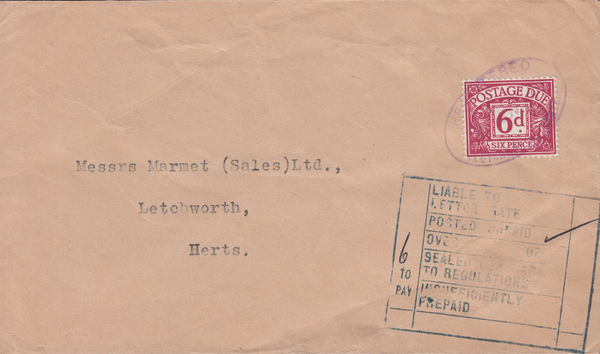 POSTAGE DUE
6d.
SIX PENCE
Messrs Marmet (Sales)Ltd.,
Letchworth,
Herts.
LIABLE TO
LETTER RATE
POSTED UNPAID
OVER
SEALED
TO REGULATIONS
INSUFFICIENTLY
PREPAID
6
TO
PAY